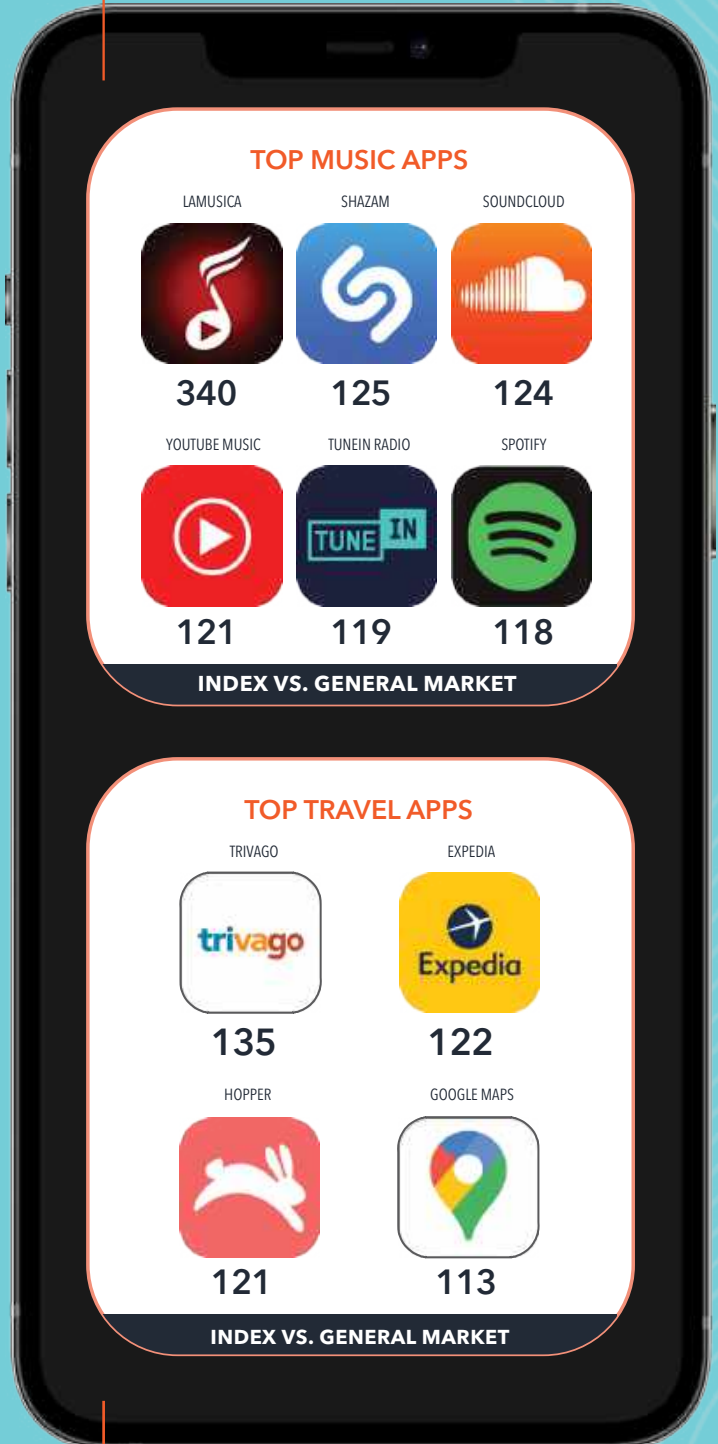 TOP MUSIC APPS
LAMUSICA SHAZAM SOUNDCLOUD
340 125 124
YOUTUBE MUSIC TUNEIN RADIO SPOTIFY
TUNE IN
121 119 118
INDEX VS. GENERAL MARKET
TOP TRAVEL APPS
TRIVAGO EXPEDIA
trivago Expedia
135 122
HOPPER GOOGLE MAPS
121 113
INDEX VS. GENERAL MARKET